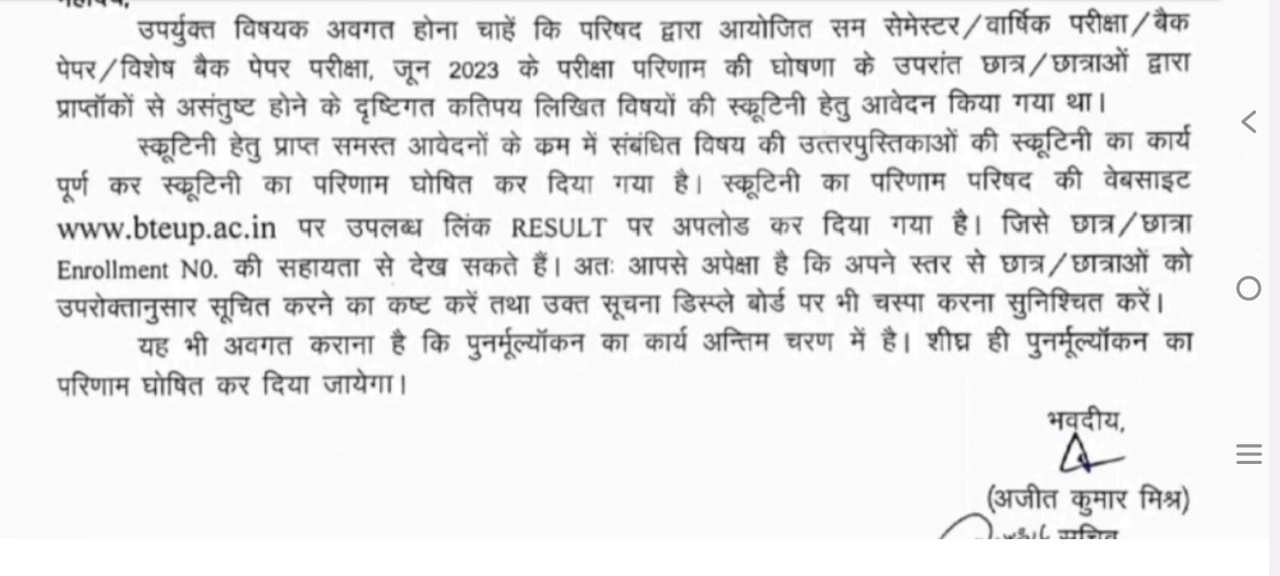 महोदय,
उपर्युक्त विषयक अवगत होना चाहें कि परिषद द्वारा आयोजित सम सेमेस्टर/वार्षिक परीक्षा/बैक
पेपर/विशेष बैक पेपर परीक्षा, जून 2023 के परीक्षा परिणाम की घोषणा के उपरांत छात्र/छात्राओं द्वारा
प्राप्तॉकों से असंतुष्ट होने के दृष्टिगत कतिपय लिखित विषयों की स्कूटिनी हेतु आवेदन किया गया था।
स्कूटिनी हेतु प्राप्त समस्त आवेदनों के कम में संबंधित विषय की उत्तरपुस्तिकाओं की स्कूटिनी का कार्य
पूर्ण कर स्कूटिनी का परिणाम घोषित कर दिया गया है। स्कूटिनी का परिणाम परिषद की वेबसाइट
www.bteup.ac.in पर उपलब्ध लिंक RESULT पर अपलोड कर दिया गया है। जिसे छात्र/छात्रा
Enrollment N0. की सहायता से देख सकते हैं। अतः आपसे अपेक्षा है कि अपने स्तर से छात्र/छात्राओं को
उपरोक्तानुसार सूचित करने का कष्ट करें तथा उक्त सूचना डिस्प्ले बोर्ड पर भी चस्पा करना सुनिश्चित करें।
यह भी अवगत कराना है कि पुनर्मूल्यॉकन का कार्य अन्तिम चरण में है। शीघ्र ही पुनर्मूल्यॉकन का
परिणाम घोषित कर दिया जायेगा।
भवदीय,
(अजीत कुमार मिश्र)
सचिव